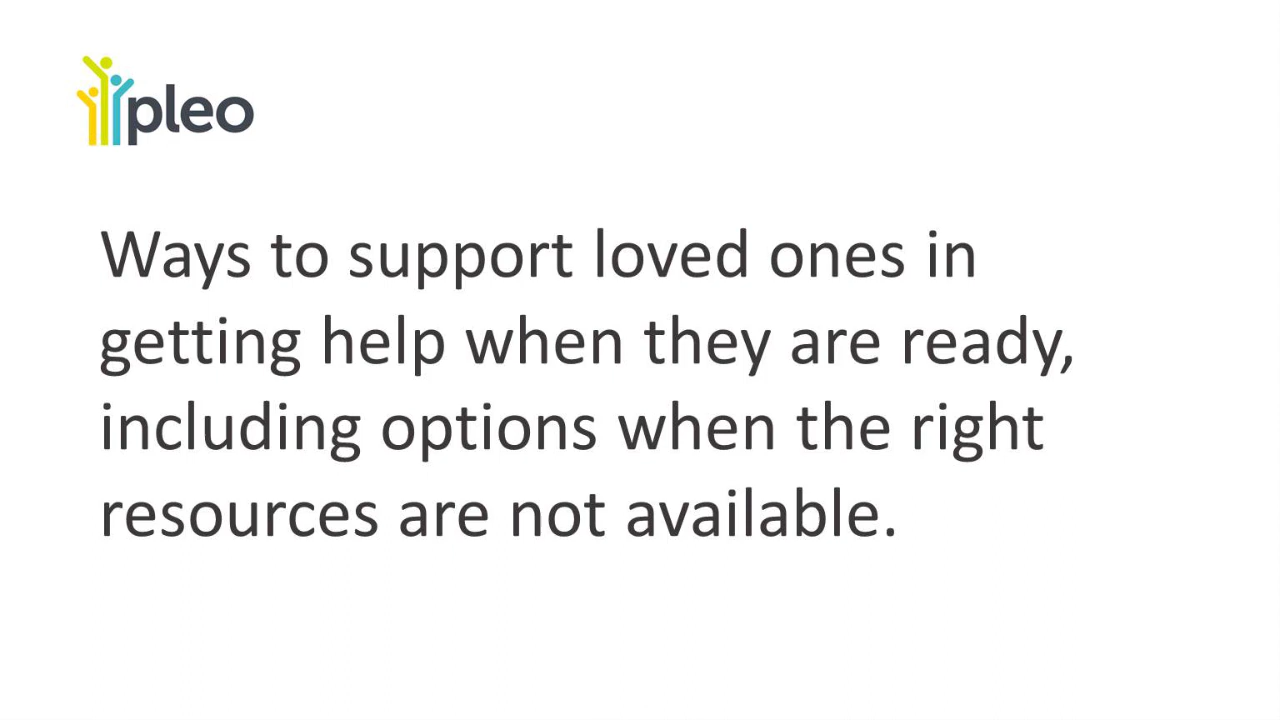 pleo
Ways to support loved ones in
getting help when they are ready,
including options when the right
resources are not available.